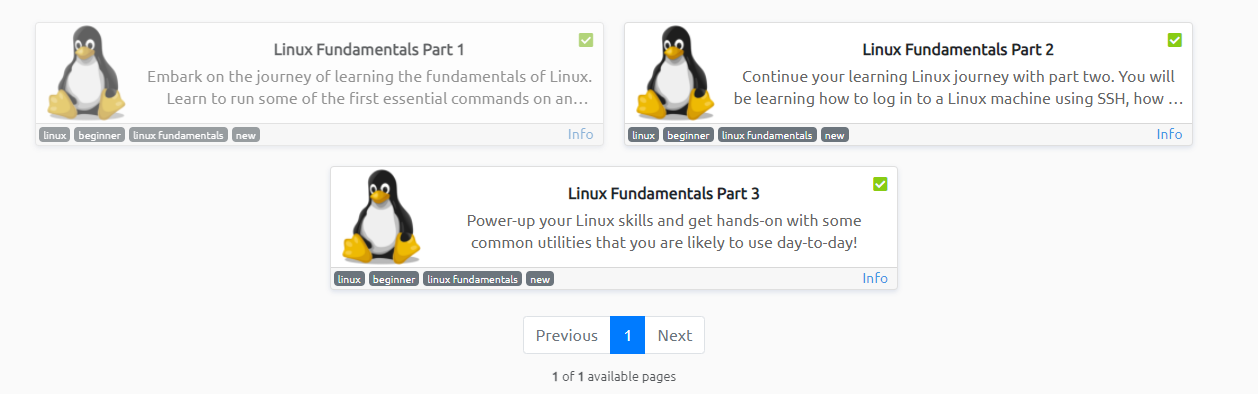 Linux Fundamentals Part 1
Embark on the journey of learning the fundamentals of Linux.
Learn to run some of the first essential commands on an…
linux beginner linux fundamentals new Info
Linux Fundamentals Part 2
Continue your learning Linux journey with part two. You will
be learning how to log in to a Linux machine using SSH, how …
linux beginner linux fundamentals new Info
Linux Fundamentals Part 3
Power-up your Linux skills and get hands-on with some
common utilities that you are likely to use day-to-day!
linux beginner linux fundamentals new Info
Previous 1 Next
1 of 1 available pages